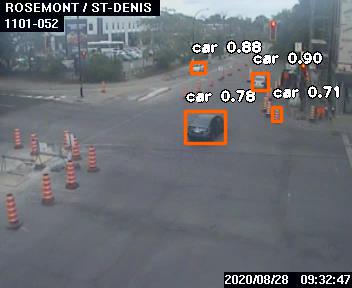 ROSEMONT / ST-DENIS
1101-052
car 0.88
car 0.90
car 0.78
car 0.71
2020/08/28 09:32:47